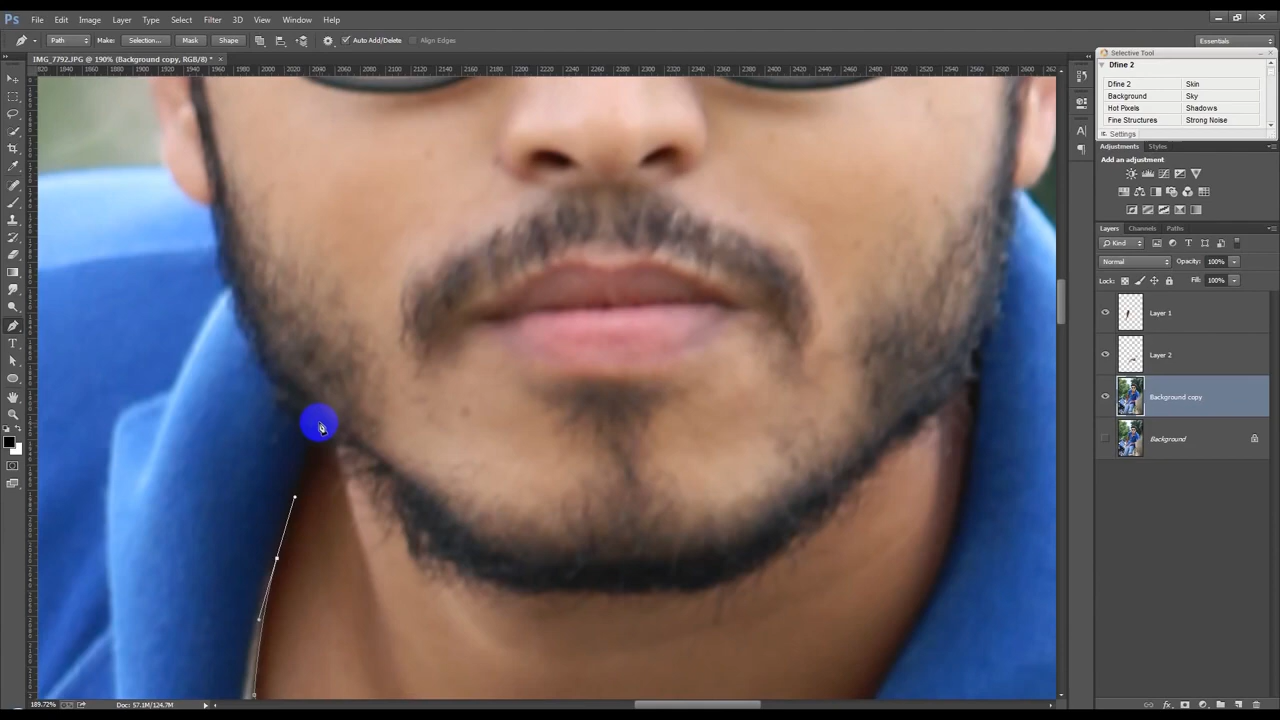 Ps File Edit Image Layer Type Select Filter 3D View Window Help
Path Make: Selection... Mask Shape Auto Add/Delete Align Edges Essentials
IMG_7792.JPG @ 190% (Background copy, RGB/8) * ×
Selective Tool
Dfine 2
Dfine 2 Skin
Background Sky
Hot Pixels Shadows
Fine Structures Strong Noise
Settings
Adjustments Styles
Add an adjustment
Layers Channels Paths
Kind
Normal Opacity: 100%
Lock: Fill: 100%
Layer 1
Layer 2
Background copy
Background
189.72% Doc: 57.1M/124.7M